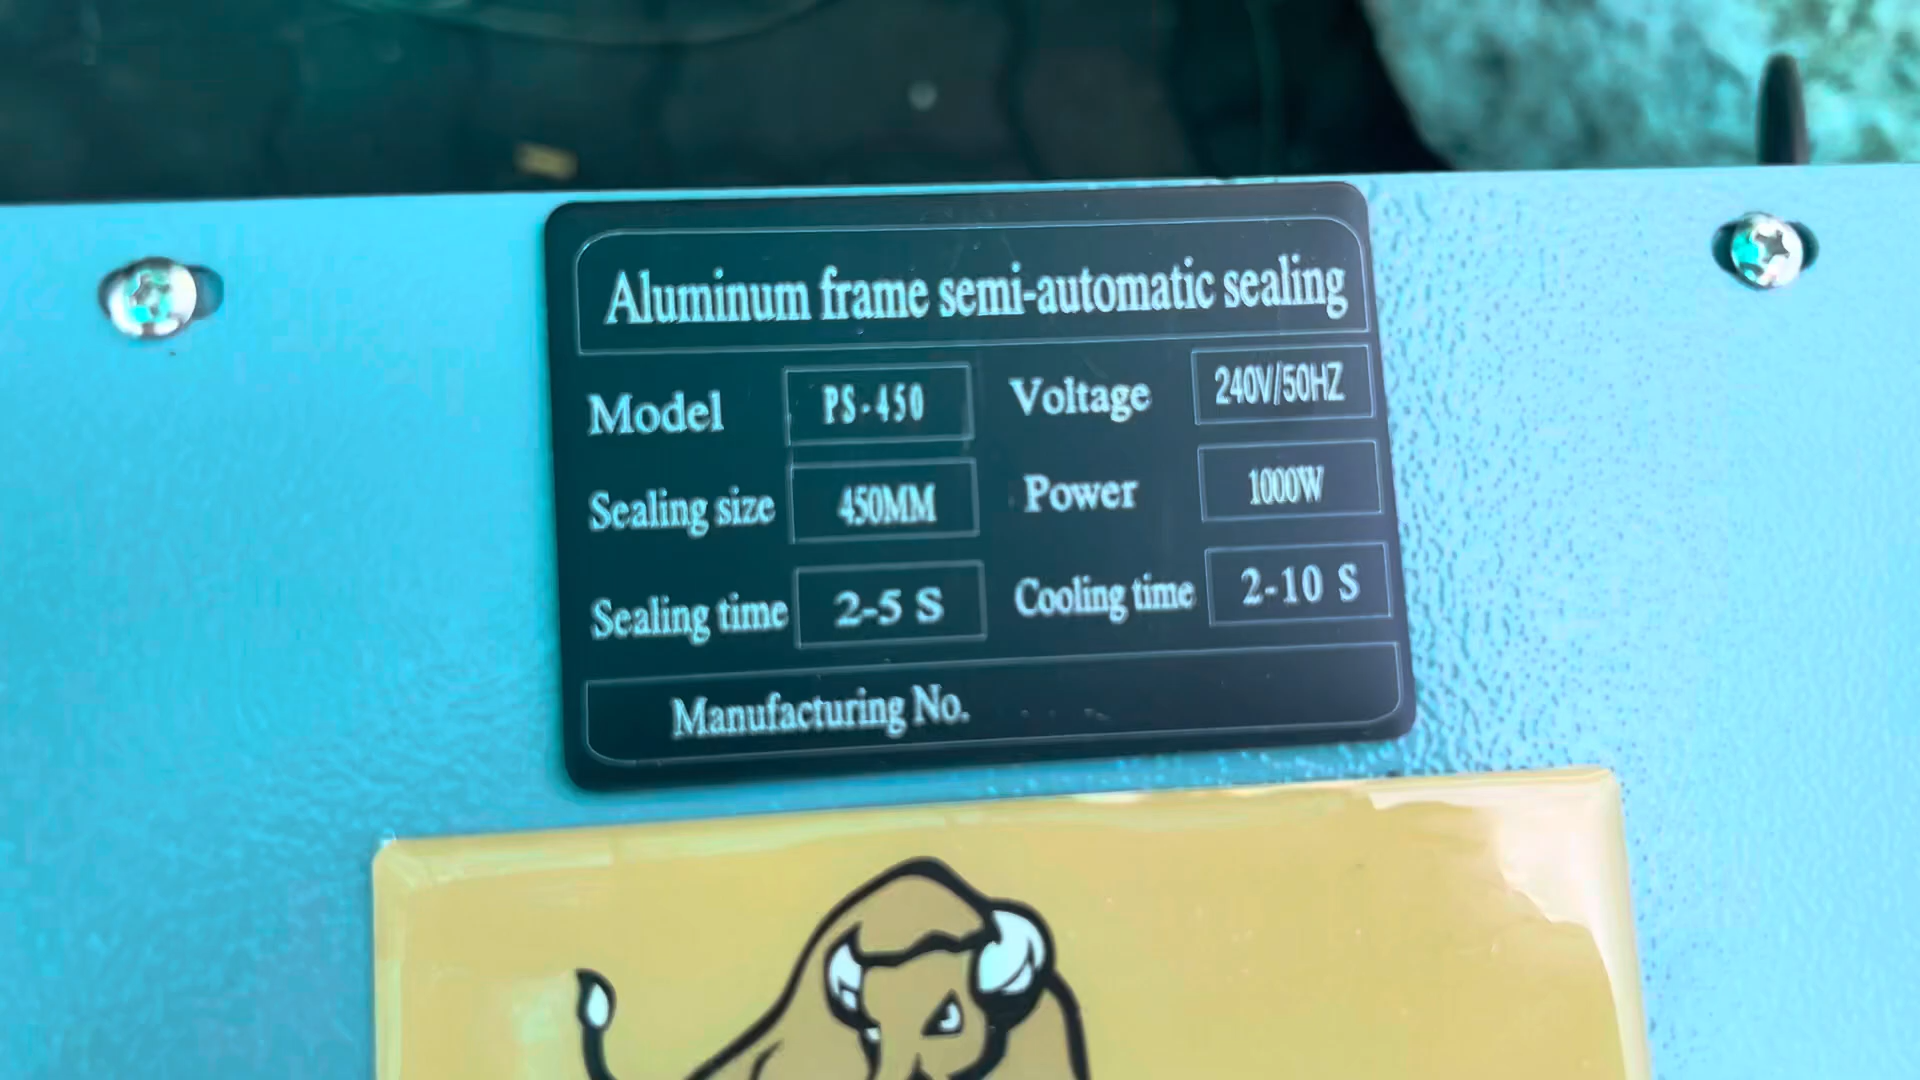 Aluminum frame semi-automatic sealing
Model PS-450 Voltage 240V/50HZ
Sealing size 450MM Power 1000W
Sealing time 2-5 S Cooling time 2-10 S
Manufacturing No.